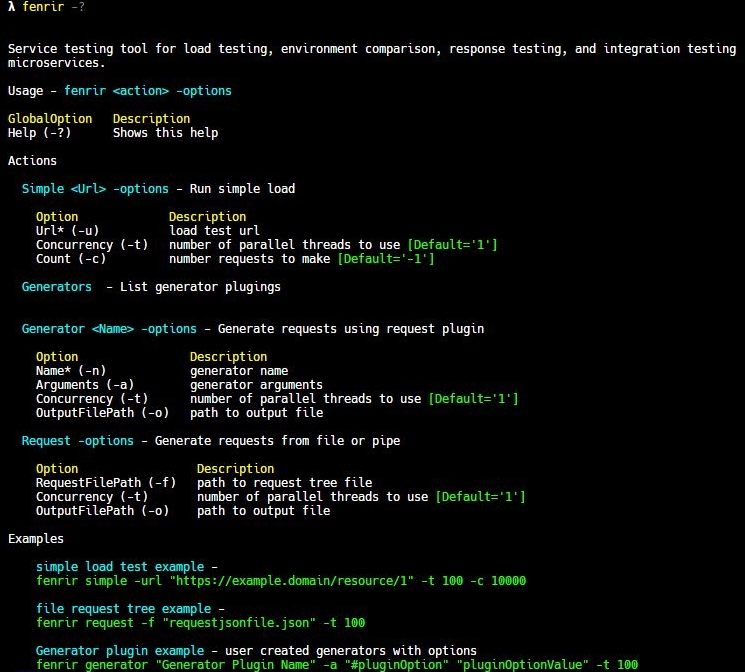 λ fenrir -?
Service testing tool for load testing, environment comparison, response testing, and integration testing
microservices.
Usage - fenrir <action> -options
GlobalOption Description
Help (-?) Shows this help
Actions
Simple <Url> -options - Run simple load
Option Description
Url* (-u) load test url
Concurrency (-t) number of parallel threads to use [Default='1']
Count (-c) number requests to make [Default='-1']
Generators - List generator plugings
Generator <Name> -options - Generate requests using request plugin
Option Description
Name* (-n) generator name
Arguments (-a) generator arguments
Concurrency (-t) number of parallel threads to use [Default='1']
OutputFilePath (-o) path to output file
Request -options - Generate requests from file or pipe
Option Description
RequestFilePath (-f) path to request tree file
Concurrency (-t) number of parallel threads to use [Default='1']
OutputFilePath (-o) path to output file
Examples
simple load test example -
fenrir simple -url "https://example.domain/resource/1" -t 100 -c 10000
file request tree example -
fenrir request -f "requestjsonfile.json" -t 100
Generator plugin example - user created generators with options
fenrir generator "Generator Plugin Name" -a "#pluginOption" "pluginOptionValue" -t 100